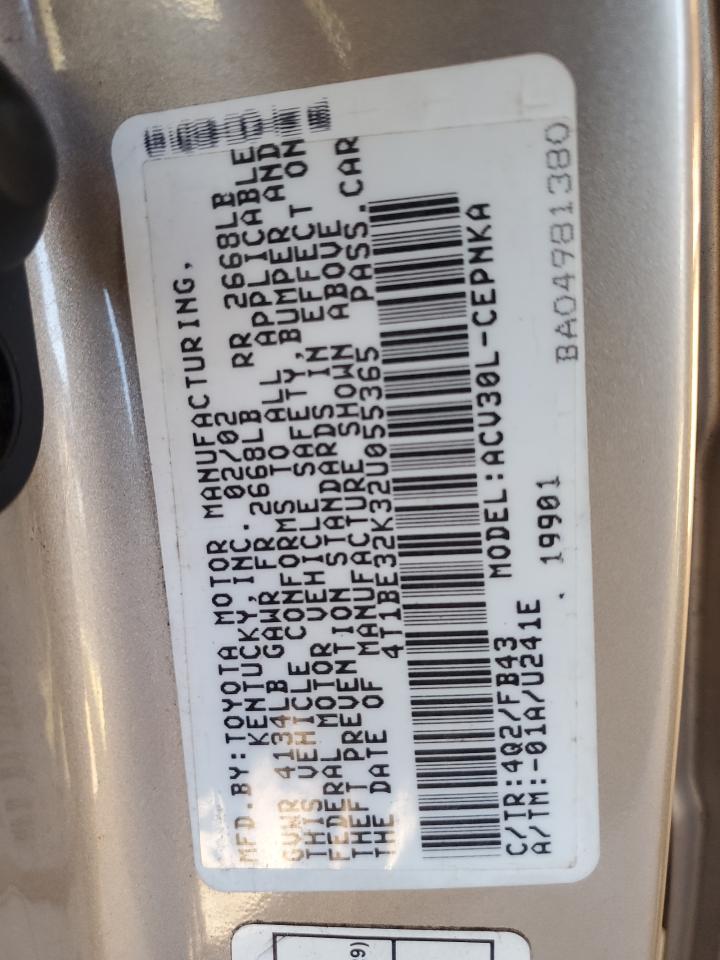 MFD.BY:TOYOTA MOTOR MANUFACTURING,
KENTUCKY,INC. 02/02
GVWR 4134LB GAWR FR 2668LB RR 2668LB
THIS VEHICLE CONFORMS TO ALL APPLICABLE
FEDERAL MOTOR VEHICLE SAFETY,BUMPER AND
THEFT PREVENTION STANDARDS IN EFFECT ON
THE DATE OF MANUFACTURE SHOWN ABOVE
4T1BE32K32U055365 PASS.CAR
MODEL:ACV30L-CEPNKA
C/TR:4Q2/FB43
A/TM:-01A/U241E . 19901
BA04981380
9)